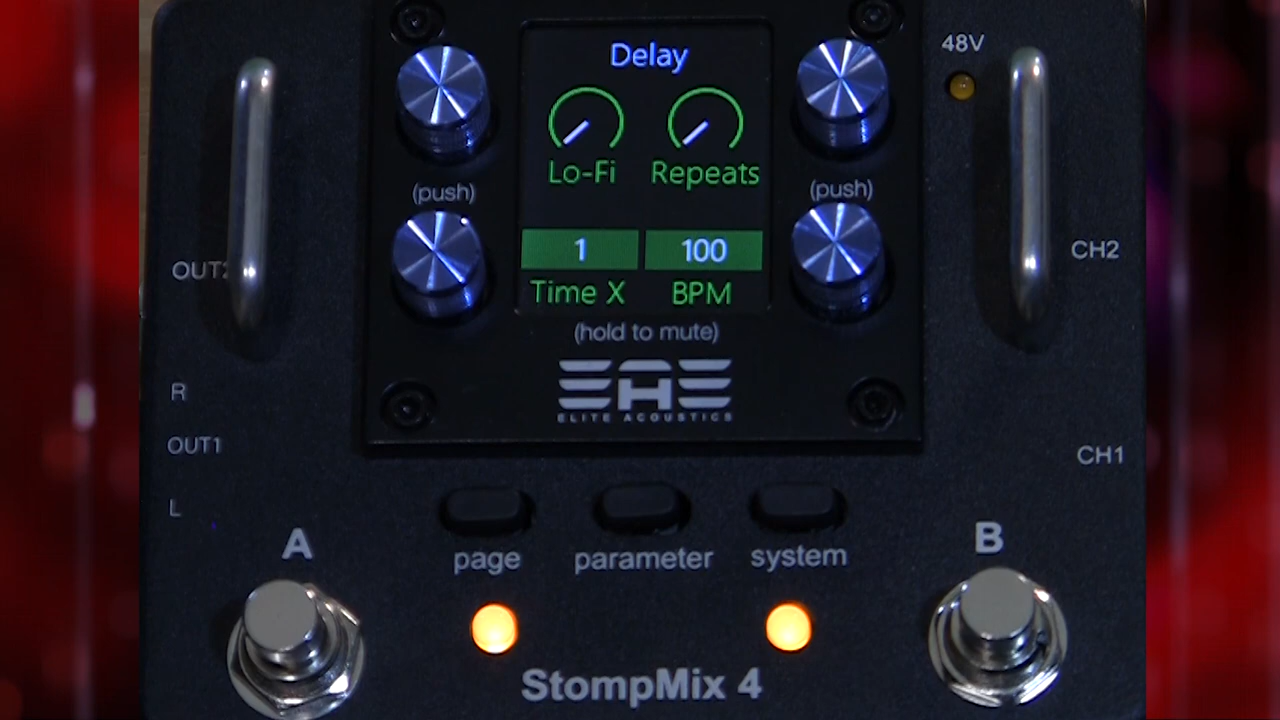 Delay
48V
Lo-Fi
Repeats
(push)
(push)
1
100
OUT2
CH2
Time X
BPM
(hold to mute)
EAE
ELITE ACOUSTICS
R
OUT1
CH1
L
A
B
page
parameter
system
StompMix 4